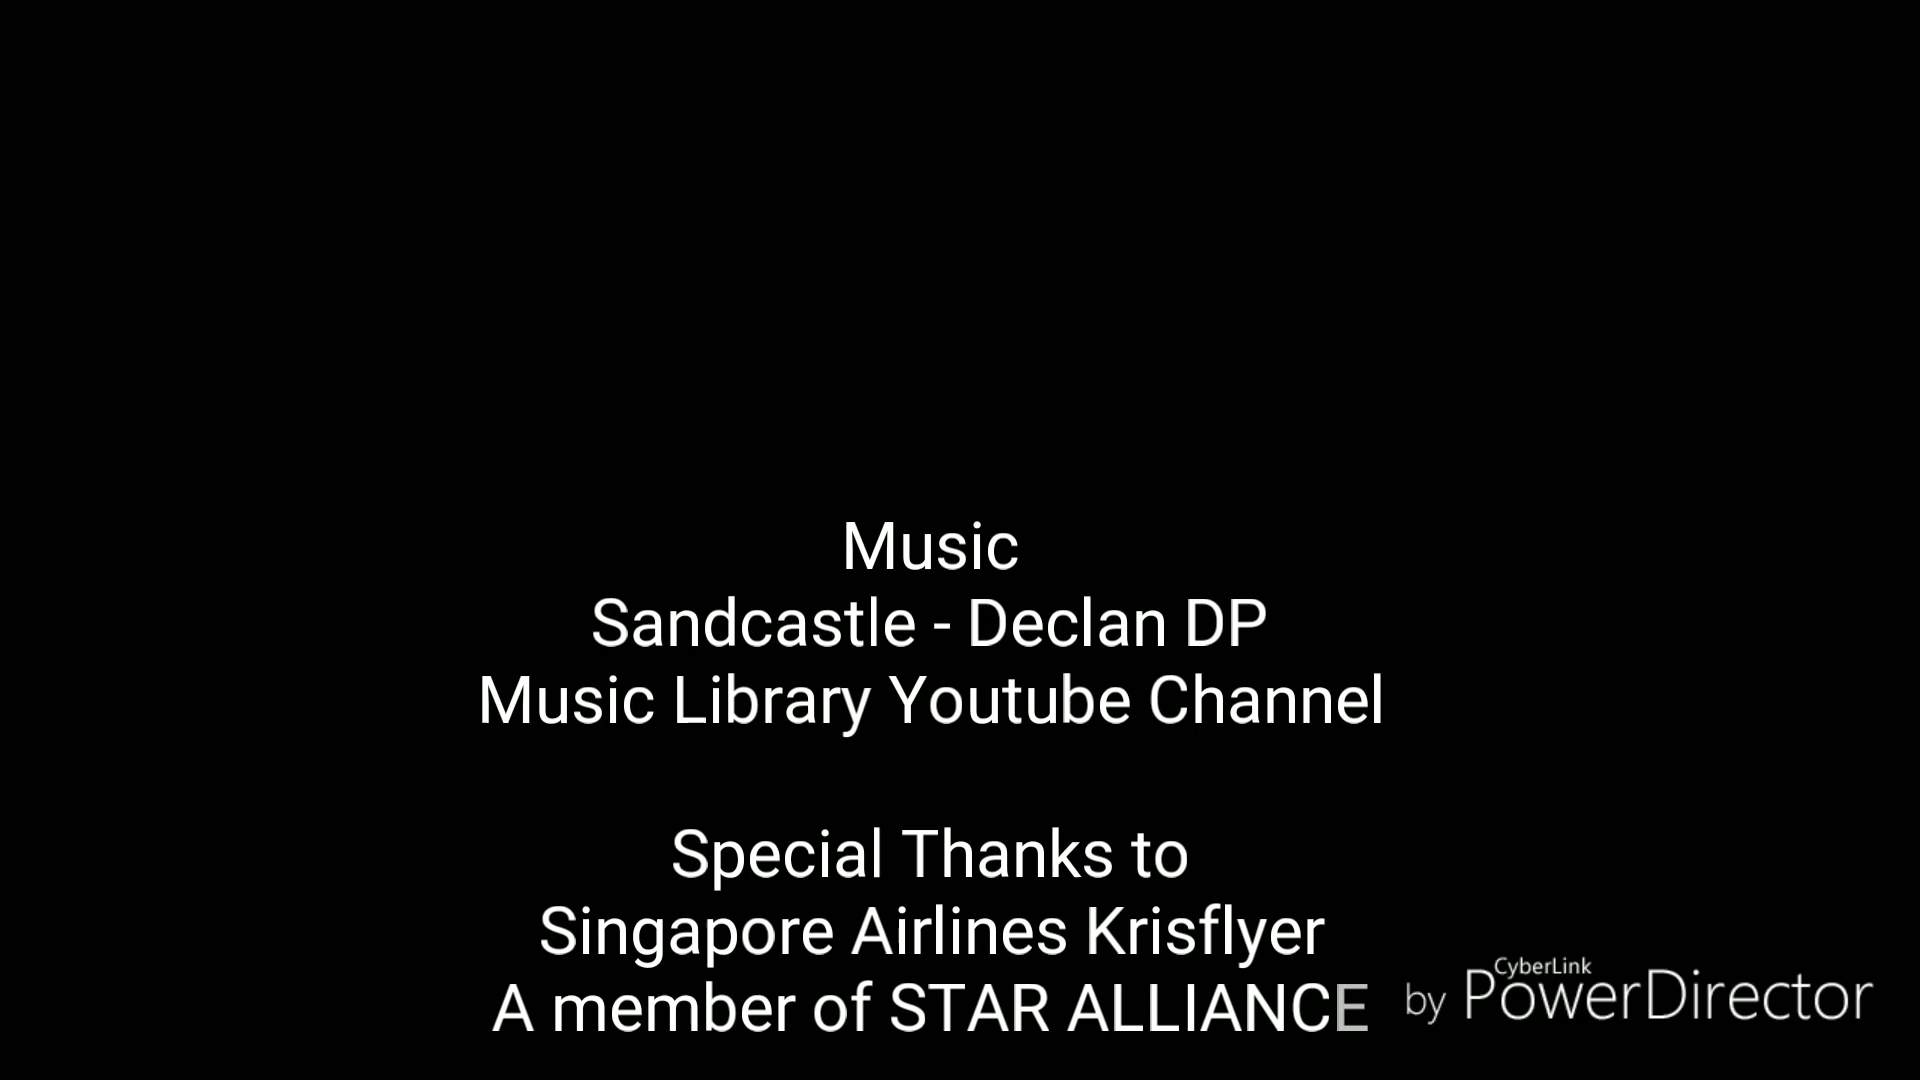 Music
Sandcastle - Declan DP
Music Library Youtube Channel
Special Thanks to
Singapore Airlines Krisflyer
A member of STAR ALLIANCE
by CyberLink PowerDirector